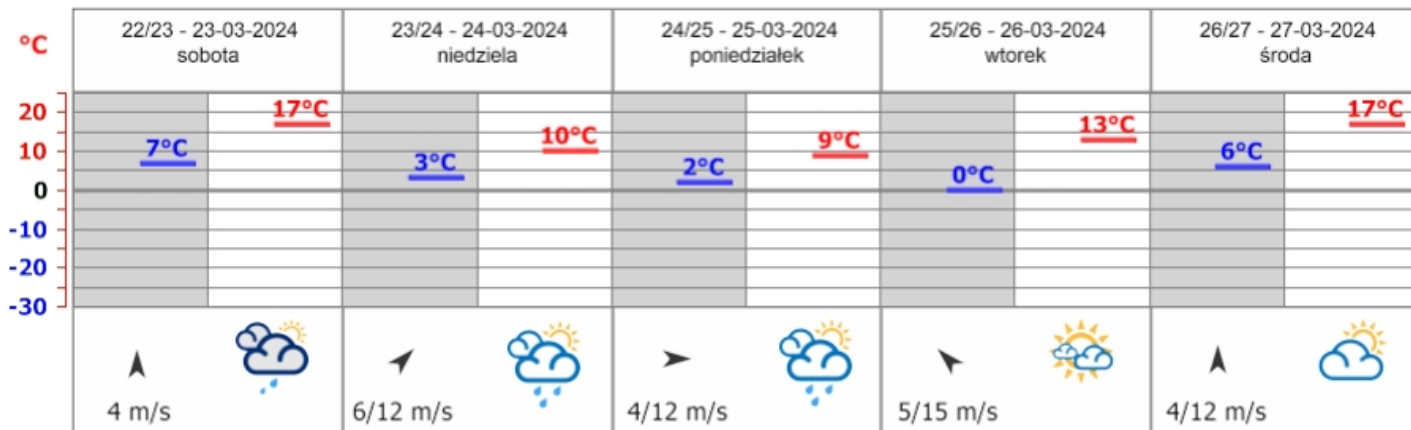 °C
22/23 - 23-03-2024
sobota
23/24 - 24-03-2024
niedziela
24/25 - 25-03-2024
poniedziałek
25/26 - 26-03-2024
wtorek
26/27 - 27-03-2024
środa
20
10
0
-10
-20
-30
7°C
17°C
3°C
10°C
2°C
9°C
0°C
13°C
6°C
17°C
4 m/s
6/12 m/s
4/12 m/s
5/15 m/s
4/12 m/s